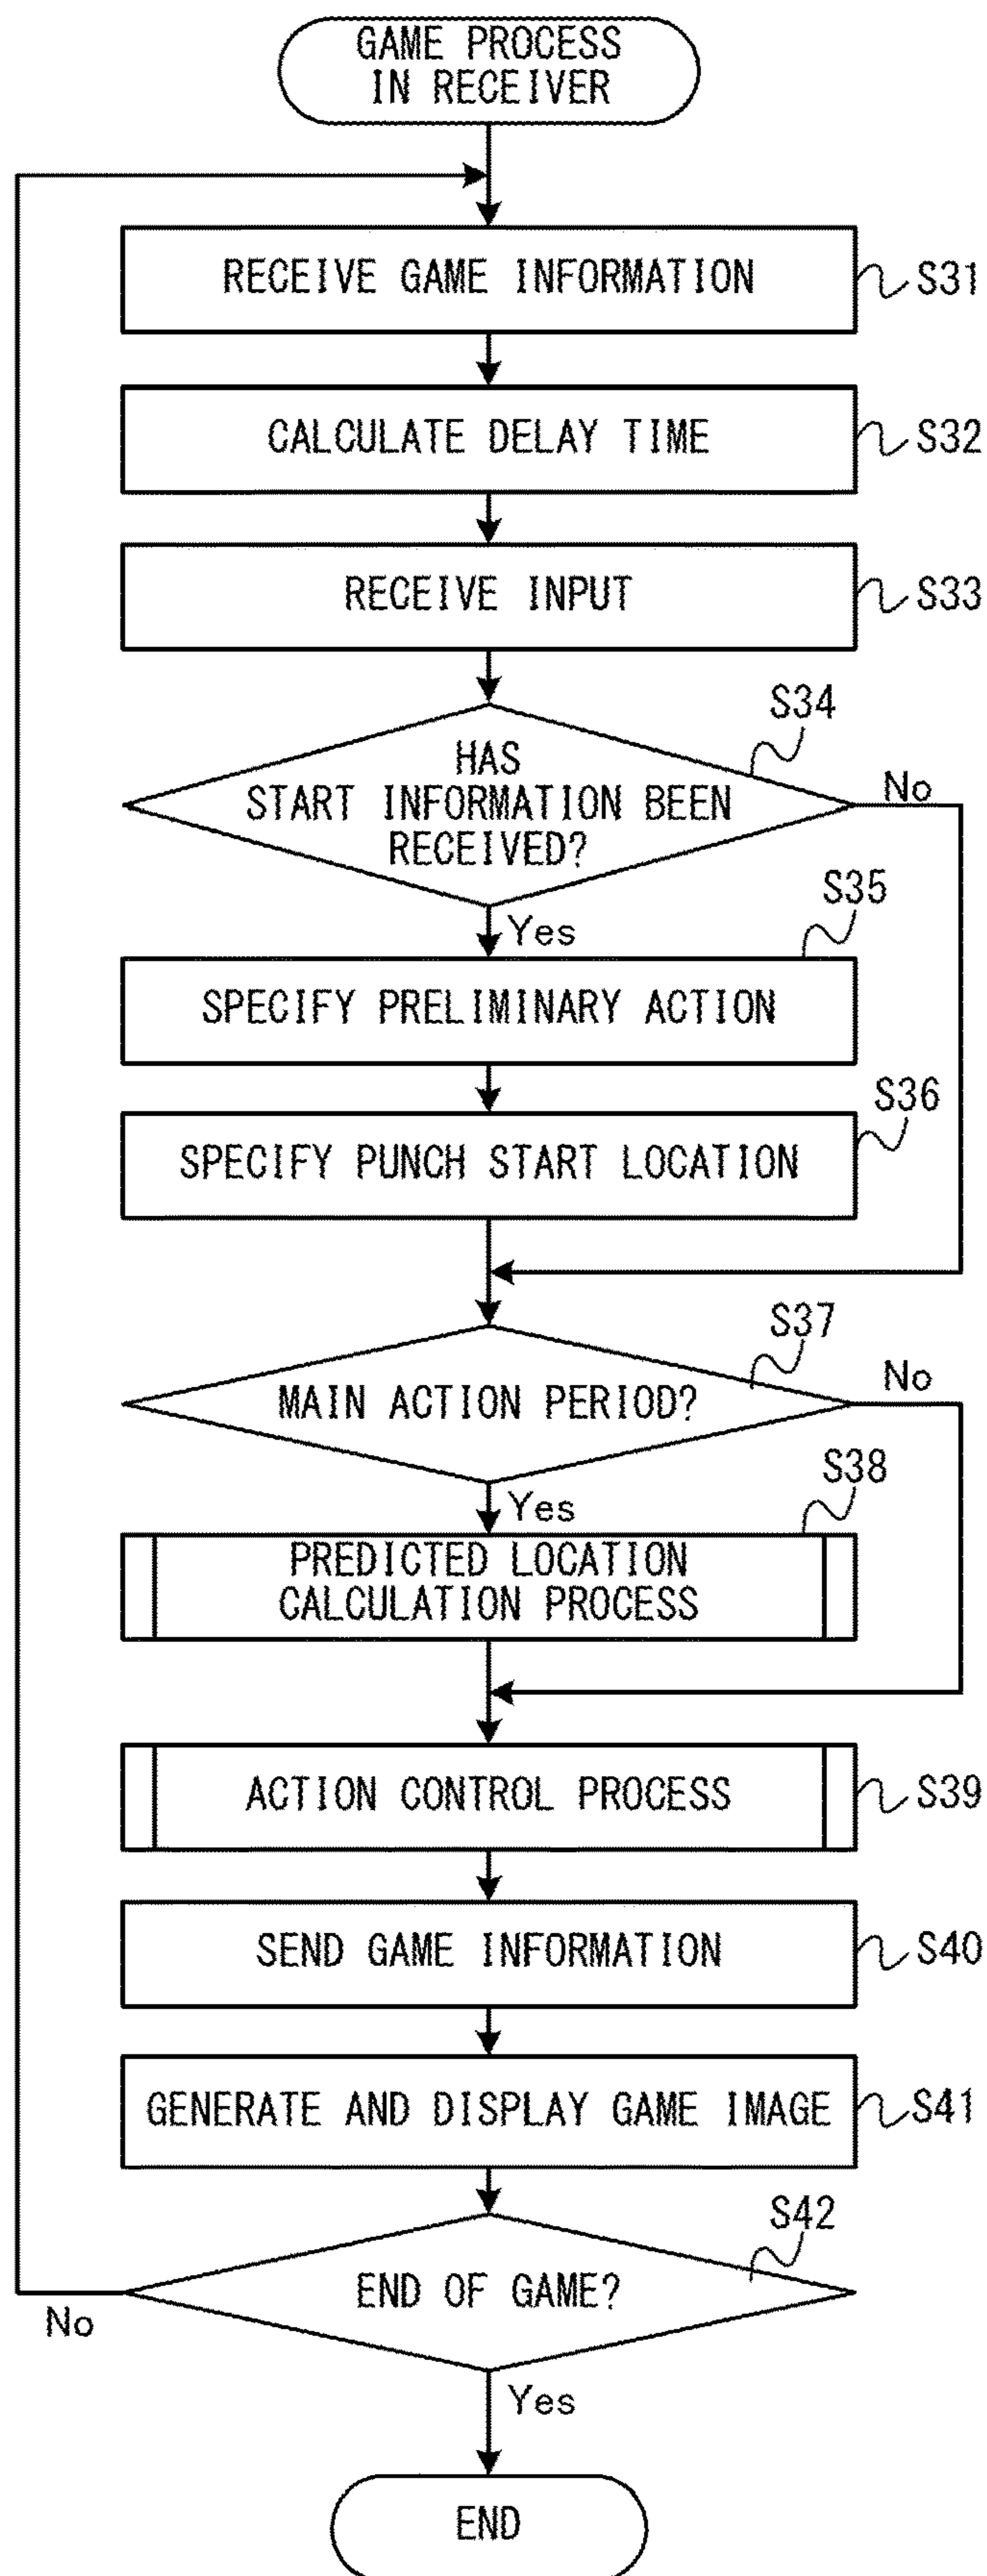 GAME PROCESS
IN RECEIVER
RECEIVE GAME INFORMATION
S31
CALCULATE DELAY TIME
S32
RECEIVE INPUT
S33
S34
HAS
START INFORMATION BEEN
RECEIVED?
No
Yes
S35
SPECIFY PRELIMINARY ACTION
S36
SPECIFY PUNCH START LOCATION
S37
MAIN ACTION PERIOD?
No
Yes
S38
PREDICTED LOCATION
CALCULATION PROCESS
ACTION CONTROL PROCESS
S39
SEND GAME INFORMATION
S40
GENERATE AND DISPLAY GAME IMAGE
S41
S42
END OF GAME?
No
Yes
END